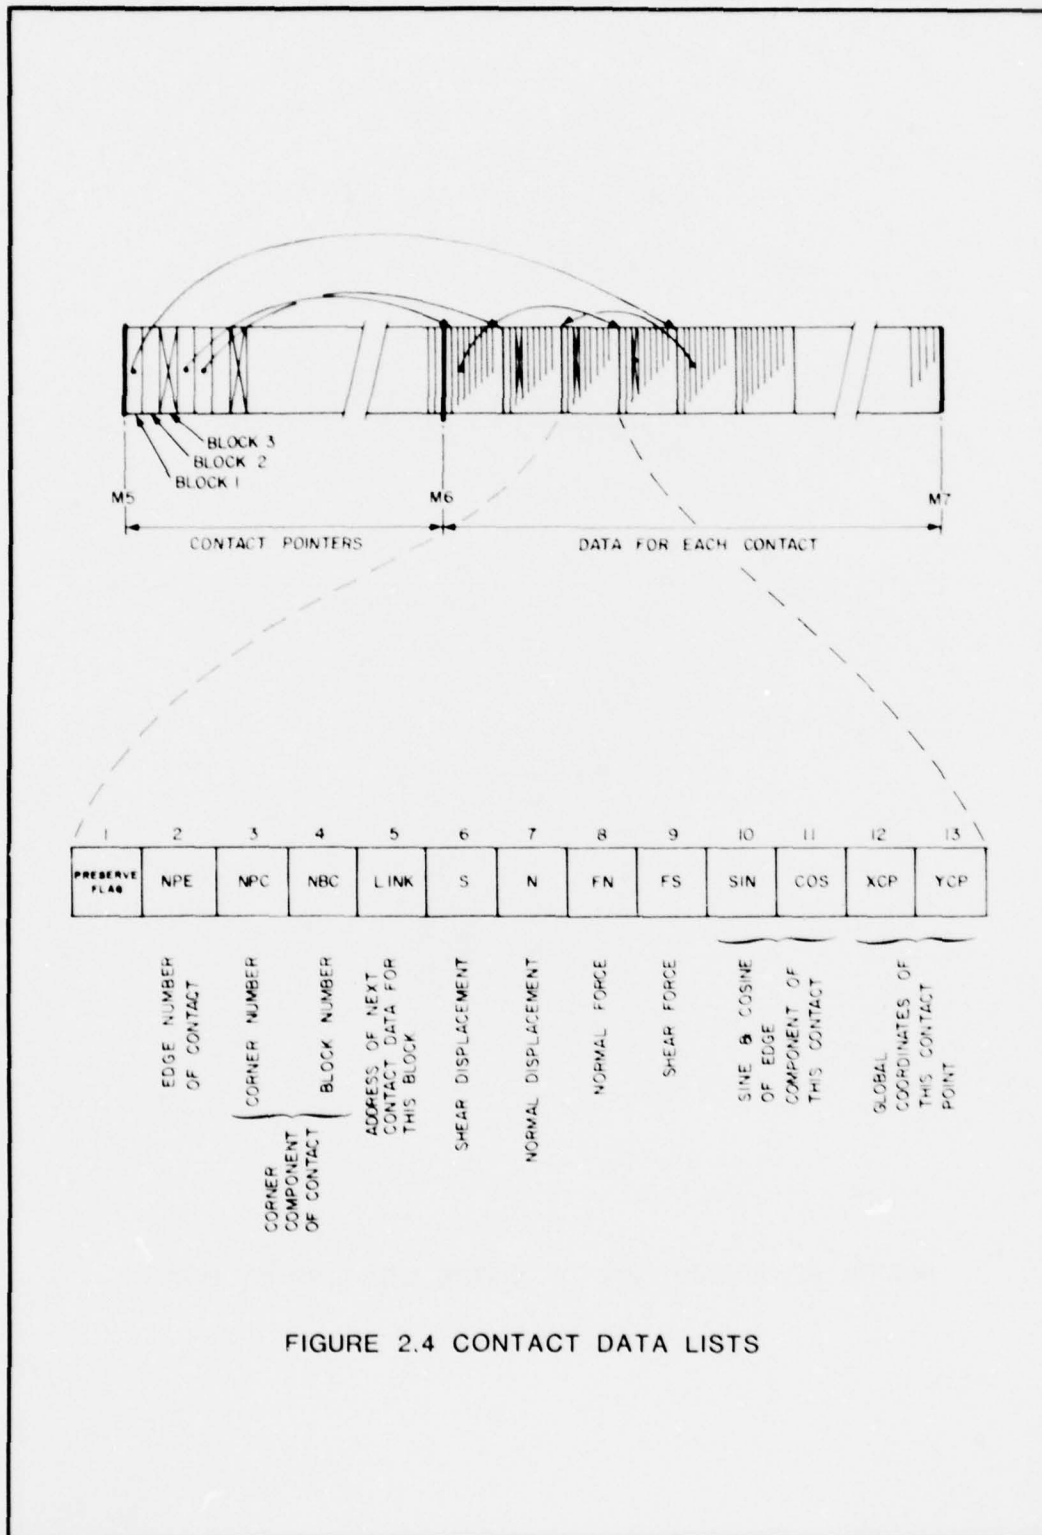 BLOCK 3
BLOCK 2
BLOCK 1
M5
M6
M7
CONTACT POINTERS
DATA FOR EACH CONTACT
1 2 3 4 5 6 7 8 9 10 11 12 13
PRESERVE FLAG NPE NPC NBC LINK S N FN FS SIN COS XCP YCP
EDGE NUMBER
OF CONTACT
CORNER NUMBER
BLOCK NUMBER
CORNER
COMPONENT
OF CONTACT
ADDRESS OF NEXT
CONTACT DATA FOR
THIS BLOCK
SHEAR DISPLACEMENT
NORMAL DISPLACEMENT
NORMAL FORCE
SHEAR FORCE
SINE & COSINE
OF EDGE
COMPONENT OF
THIS CONTACT
GLOBAL
COORDINATES OF
THIS CONTACT
POINT
FIGURE 2.4 CONTACT DATA LISTS